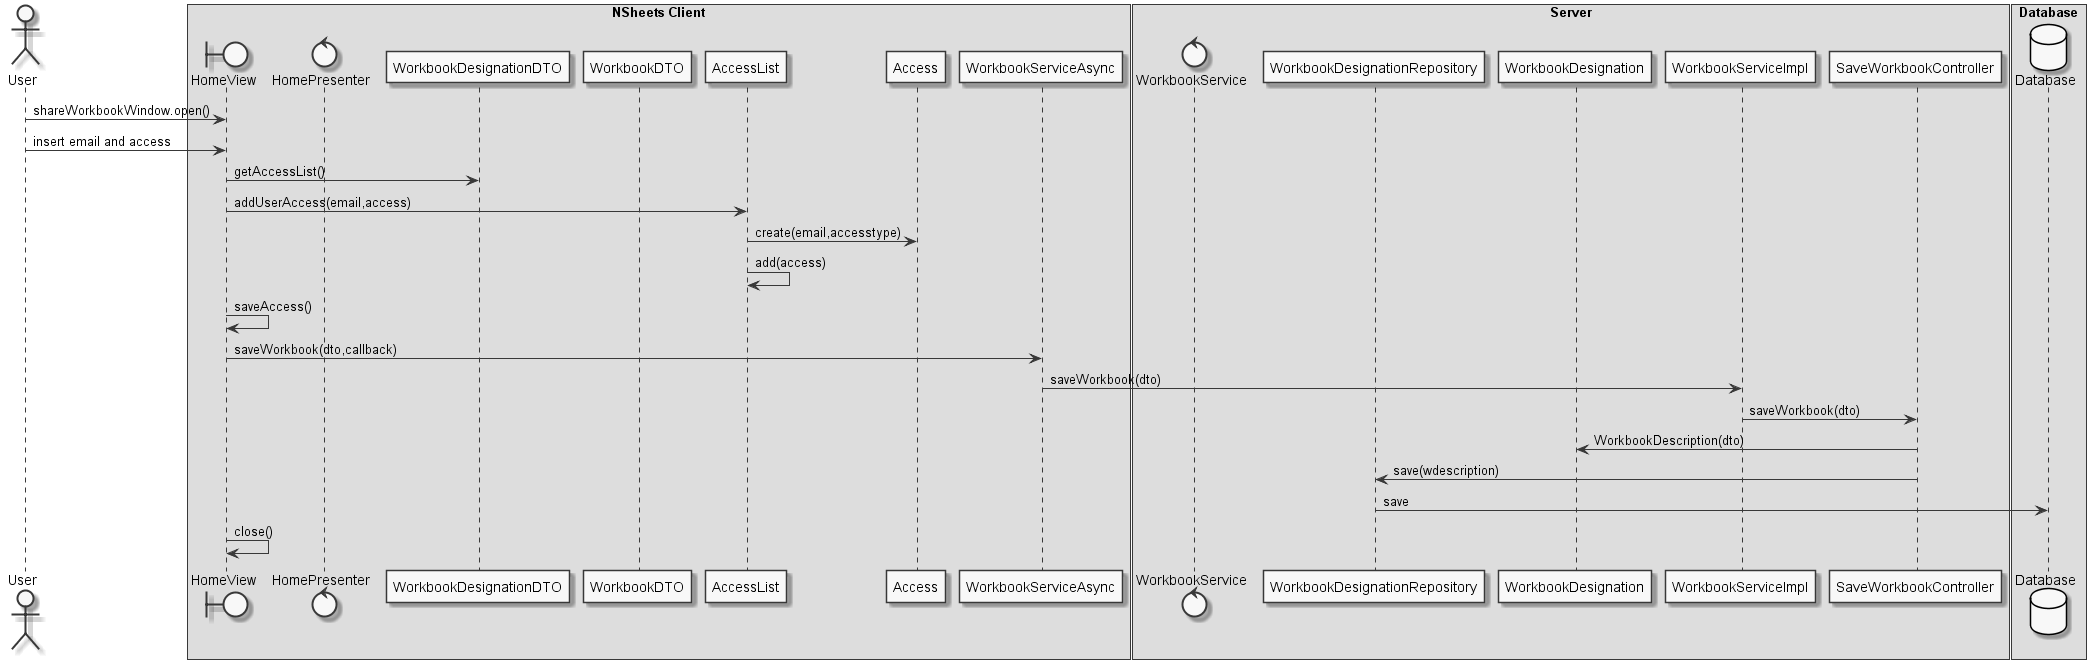 NSheets Client
Server
Database
User
HomeView
HomePresenter
WorkbookDesignationDTO
WorkbookDTO
AccessList
Access
WorkbookServiceAsync
WorkbookService
WorkbookDesignationRepository
WorkbookDesignation
WorkbookServiceImpl
SaveWorkbookController
Database
shareWorkbookWindow.open()
insert email and access
getAccessList()
addUserAccess(email,access)
create(email,accesstype)
add(access)
saveAccess()
saveWorkbook(dto,callback)
saveWorkbook(dto)
saveWorkbook(dto)
WorkbookDescription(dto)
save(wdescription)
save
close()
User
HomeView
HomePresenter
WorkbookDesignationDTO
WorkbookDTO
AccessList
Access
WorkbookServiceAsync
WorkbookService
WorkbookDesignationRepository
WorkbookDesignation
WorkbookServiceImpl
SaveWorkbookController
Database